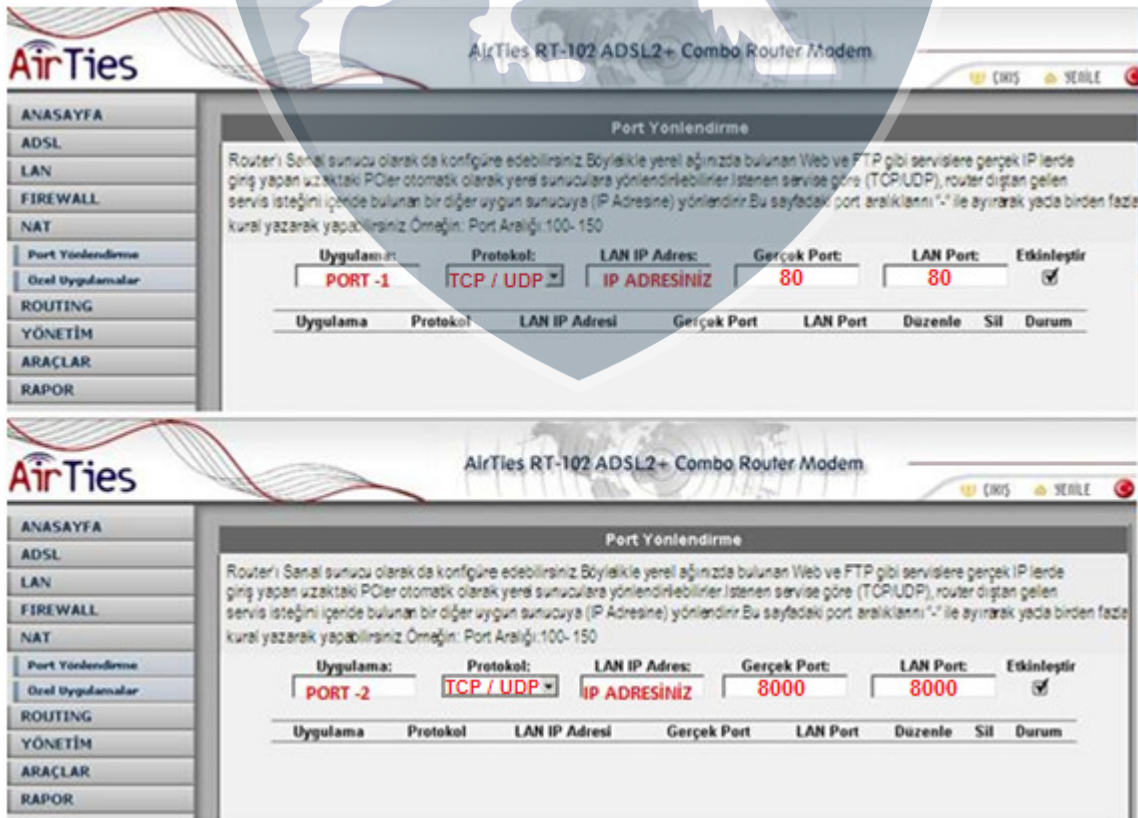 AirTies
AirTies RT-102 ADSL2+ Combo Router Modem
ÇIKIŞ YENİLE
ANASAYFA
ADSL
LAN
FIREWALL
NAT
Port Yönlendirme
Özel Uygulamalar
ROUTING
YÖNETİM
ARAÇLAR
RAPOR
Port Yonlendirme
Router'ı Sanal sunucu olarak da konfigüre edebilirsiniz.Böylelikle yerel ağınızda bulunan Web ve FTP gibi servislere gerçek IP lerde
giriş yapan uzaktaki PCler otomatik olarak yerel sunuculara yönlendirilebilirler.Istenen servise göre (TCP/UDP), router dıştan gelen
servis isteğini içeride bulunan bir diğer uygun sunucuya (IP Adresine) yönlendirir.Bu sayfadaki port aralıklarını "-" ile ayırarak yada birden fazla
kural yazarak yapabilirsiniz.Örneğin: Port Aralığı:100- 150
Uygulama: Protokol: LAN IP Adres: Gerçek Port: LAN Port: Etkinleştir
PORT -1 TCP / UDP IP ADRESİNİZ 80 80
Uygulama Protokol LAN IP Adresi Gerçek Port LAN Port Düzenle Sil Durum
AirTies
AirTies RT-102 ADSL2+ Combo Router Modem
ÇIKIŞ YENİLE
ANASAYFA
ADSL
LAN
FIREWALL
NAT
Port Yönlendirme
Özel Uygulamalar
ROUTING
YÖNETİM
ARAÇLAR
RAPOR
Port Yonlendirme
Router'ı Sanal sunucu olarak da konfigüre edebilirsiniz.Böylelikle yerel ağınızda bulunan Web ve FTP gibi servislere gerçek IP lerde
giriş yapan uzaktaki PCler otomatik olarak yerel sunuculara yönlendirilebilirler.Istenen servise göre (TCP/UDP), router dıştan gelen
servis isteğini içeride bulunan bir diğer uygun sunucuya (IP Adresine) yönlendirir.Bu sayfadaki port aralıklarını "-" ile ayırarak yada birden fazla
kural yazarak yapabilirsiniz.Örneğin: Port Aralığı:100- 150
Uygulama: Protokol: LAN IP Adres: Gerçek Port: LAN Port: Etkinleştir
PORT -2 TCP / UDP IP ADRESİNİZ 8000 8000
Uygulama Protokol LAN IP Adresi Gerçek Port LAN Port Düzenle Sil Durum